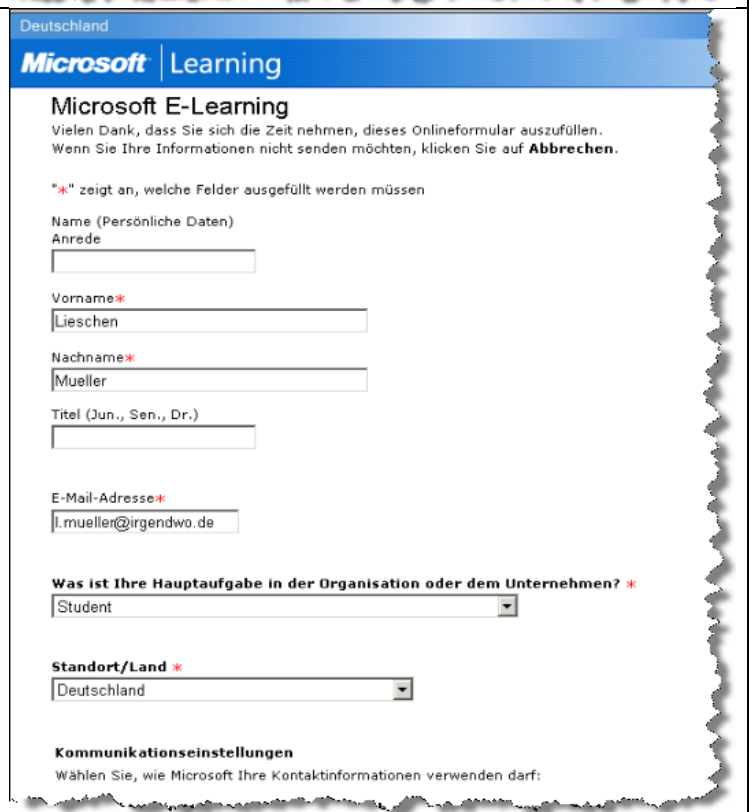 Deutschland
Microsoft Learning
Microsoft E-Learning
Vielen Dank, dass Sie sich die Zeit nehmen, dieses Onlineformular auszufüllen.
Wenn Sie Ihre Informationen nicht senden möchten, klicken Sie auf Abbrechen.
"*" zeigt an, welche Felder ausgefüllt werden müssen
Name (Persönliche Daten)
Anrede
Vorname*
Lieschen
Nachname*
Mueller
Titel (Jun., Sen., Dr.)
E-Mail-Adresse*
l.mueller@irgendwo.de
Was ist Ihre Hauptaufgabe in der Organisation oder dem Unternehmen? *
Student
Standort/Land *
Deutschland
Kommunikationseinstellungen
Wählen Sie, wie Microsoft Ihre Kontaktinformationen verwenden darf: